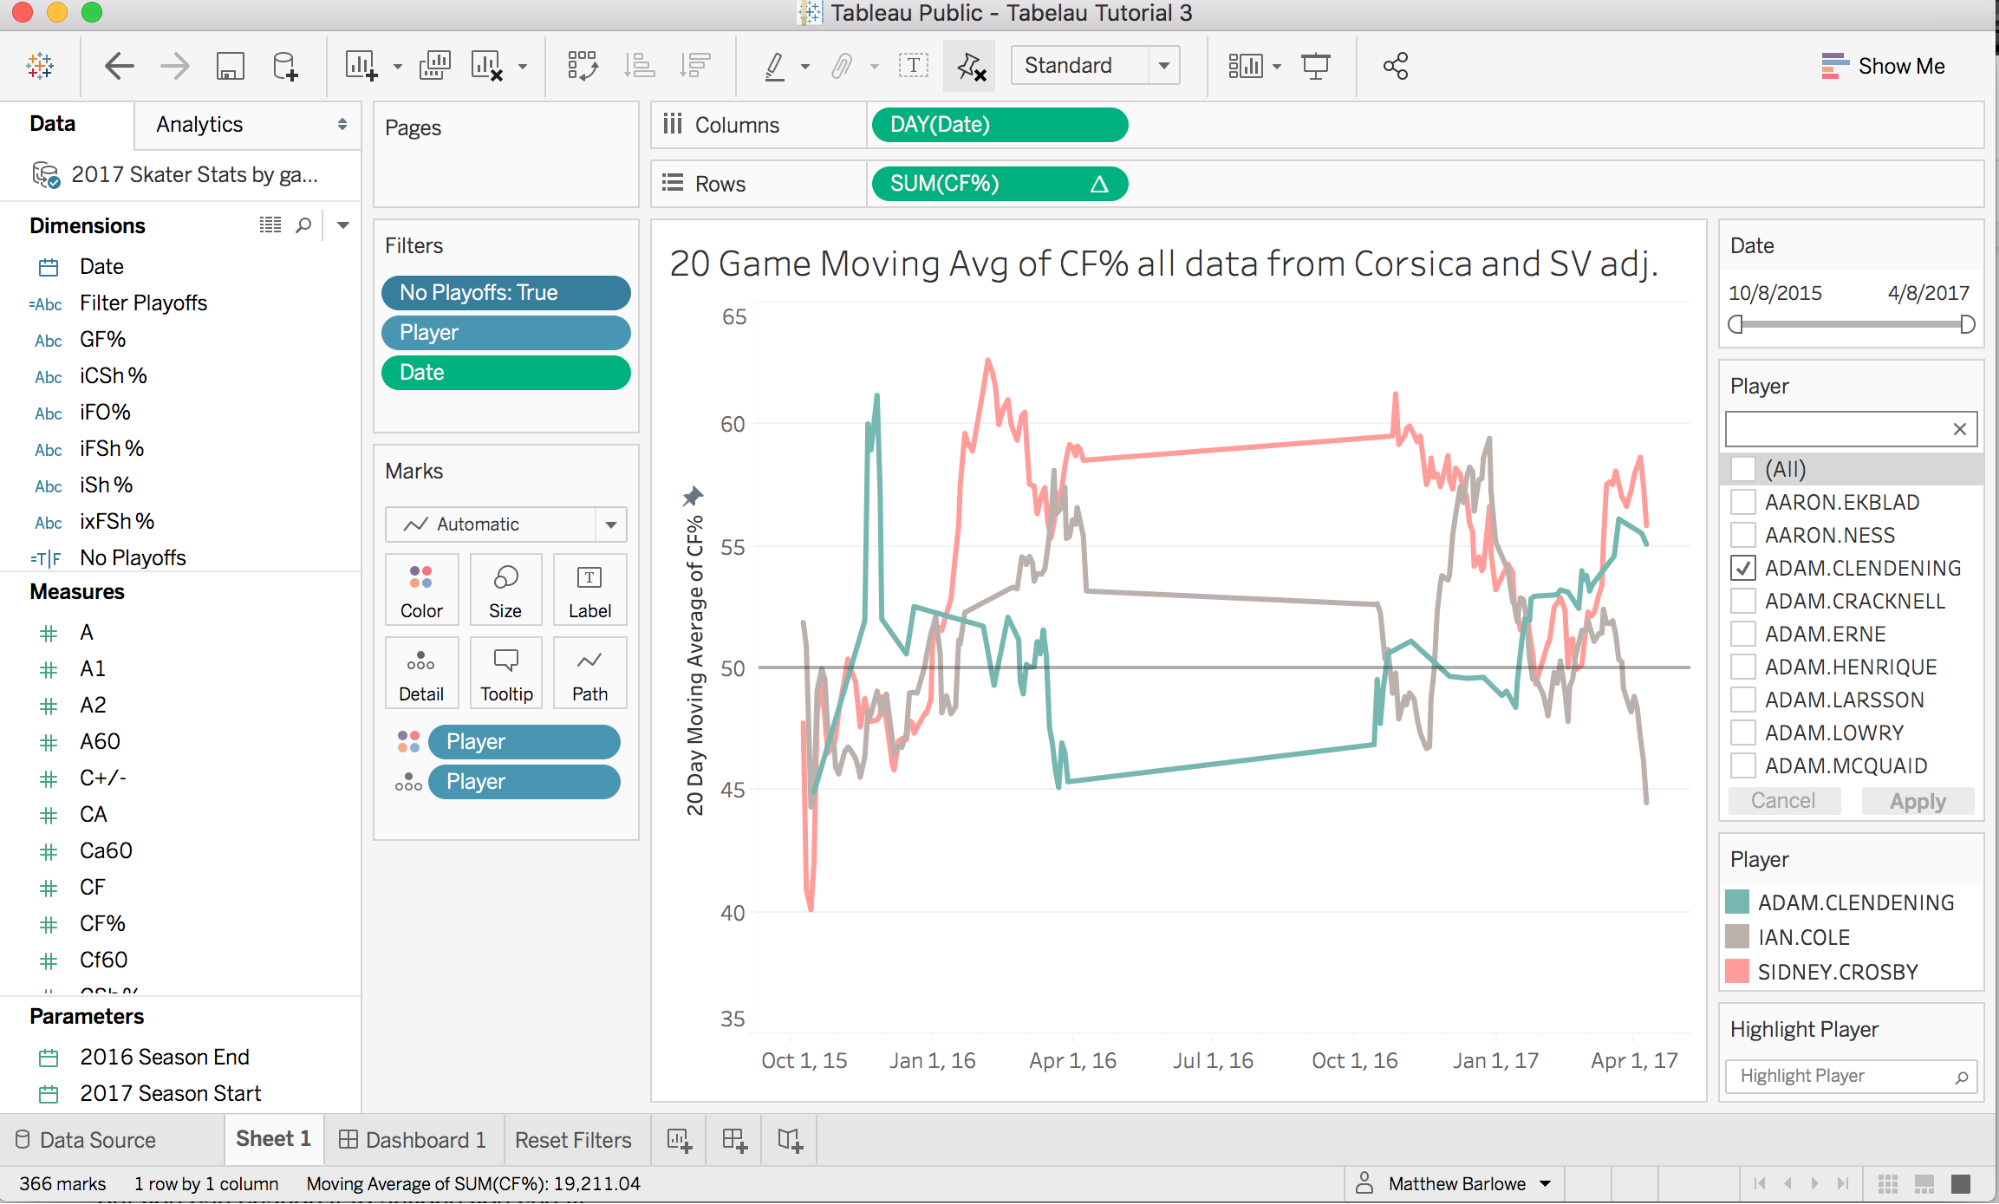 Tableau Public - Tabelau Tutorial 3
Standard
Show Me
Data
Analytics
2017 Skater Stats by ga...
Dimensions
Date
=Abc Filter Playoffs
Abc GF%
Abc iCSh %
Abc iFO%
Abc iFSh %
Abc iSh %
Abc ixFSh %
=T|F No Playoffs
Measures
A
A1
A2
A60
C+/-
CA
Ca60
CF
CF%
Cf60
Parameters
2016 Season End
2017 Season Start
Pages
Filters
No Playoffs: True
Player
Date
Marks
Automatic
Color
Size
Label
Detail
Tooltip
Path
Player
Player
Columns
DAY(Date)
Rows
SUM(CF%)
20 Game Moving Avg of CF% all data from Corsica and SV adj.
20 Day Moving Average of CF%
65
60
55
50
45
40
35
Oct 1, 15
Jan 1, 16
Apr 1, 16
Jul 1, 16
Oct 1, 16
Jan 1, 17
Apr 1, 17
Date
10/8/2015
4/8/2017
Player
(All)
AARON.EKBLAD
AARON.NESS
ADAM.CLENDENING
ADAM.CRACKNELL
ADAM.ERNE
ADAM.HENRIQUE
ADAM.LARSSON
ADAM.LOWRY
ADAM.MCQUAID
Cancel
Apply
Player
ADAM.CLENDENING
IAN.COLE
SIDNEY.CROSBY
Highlight Player
Highlight Player
Data Source
Sheet 1
Dashboard 1
Reset Filters
366 marks
1 row by 1 column
Moving Average of SUM(CF%): 19,211.04
Matthew Barlowe